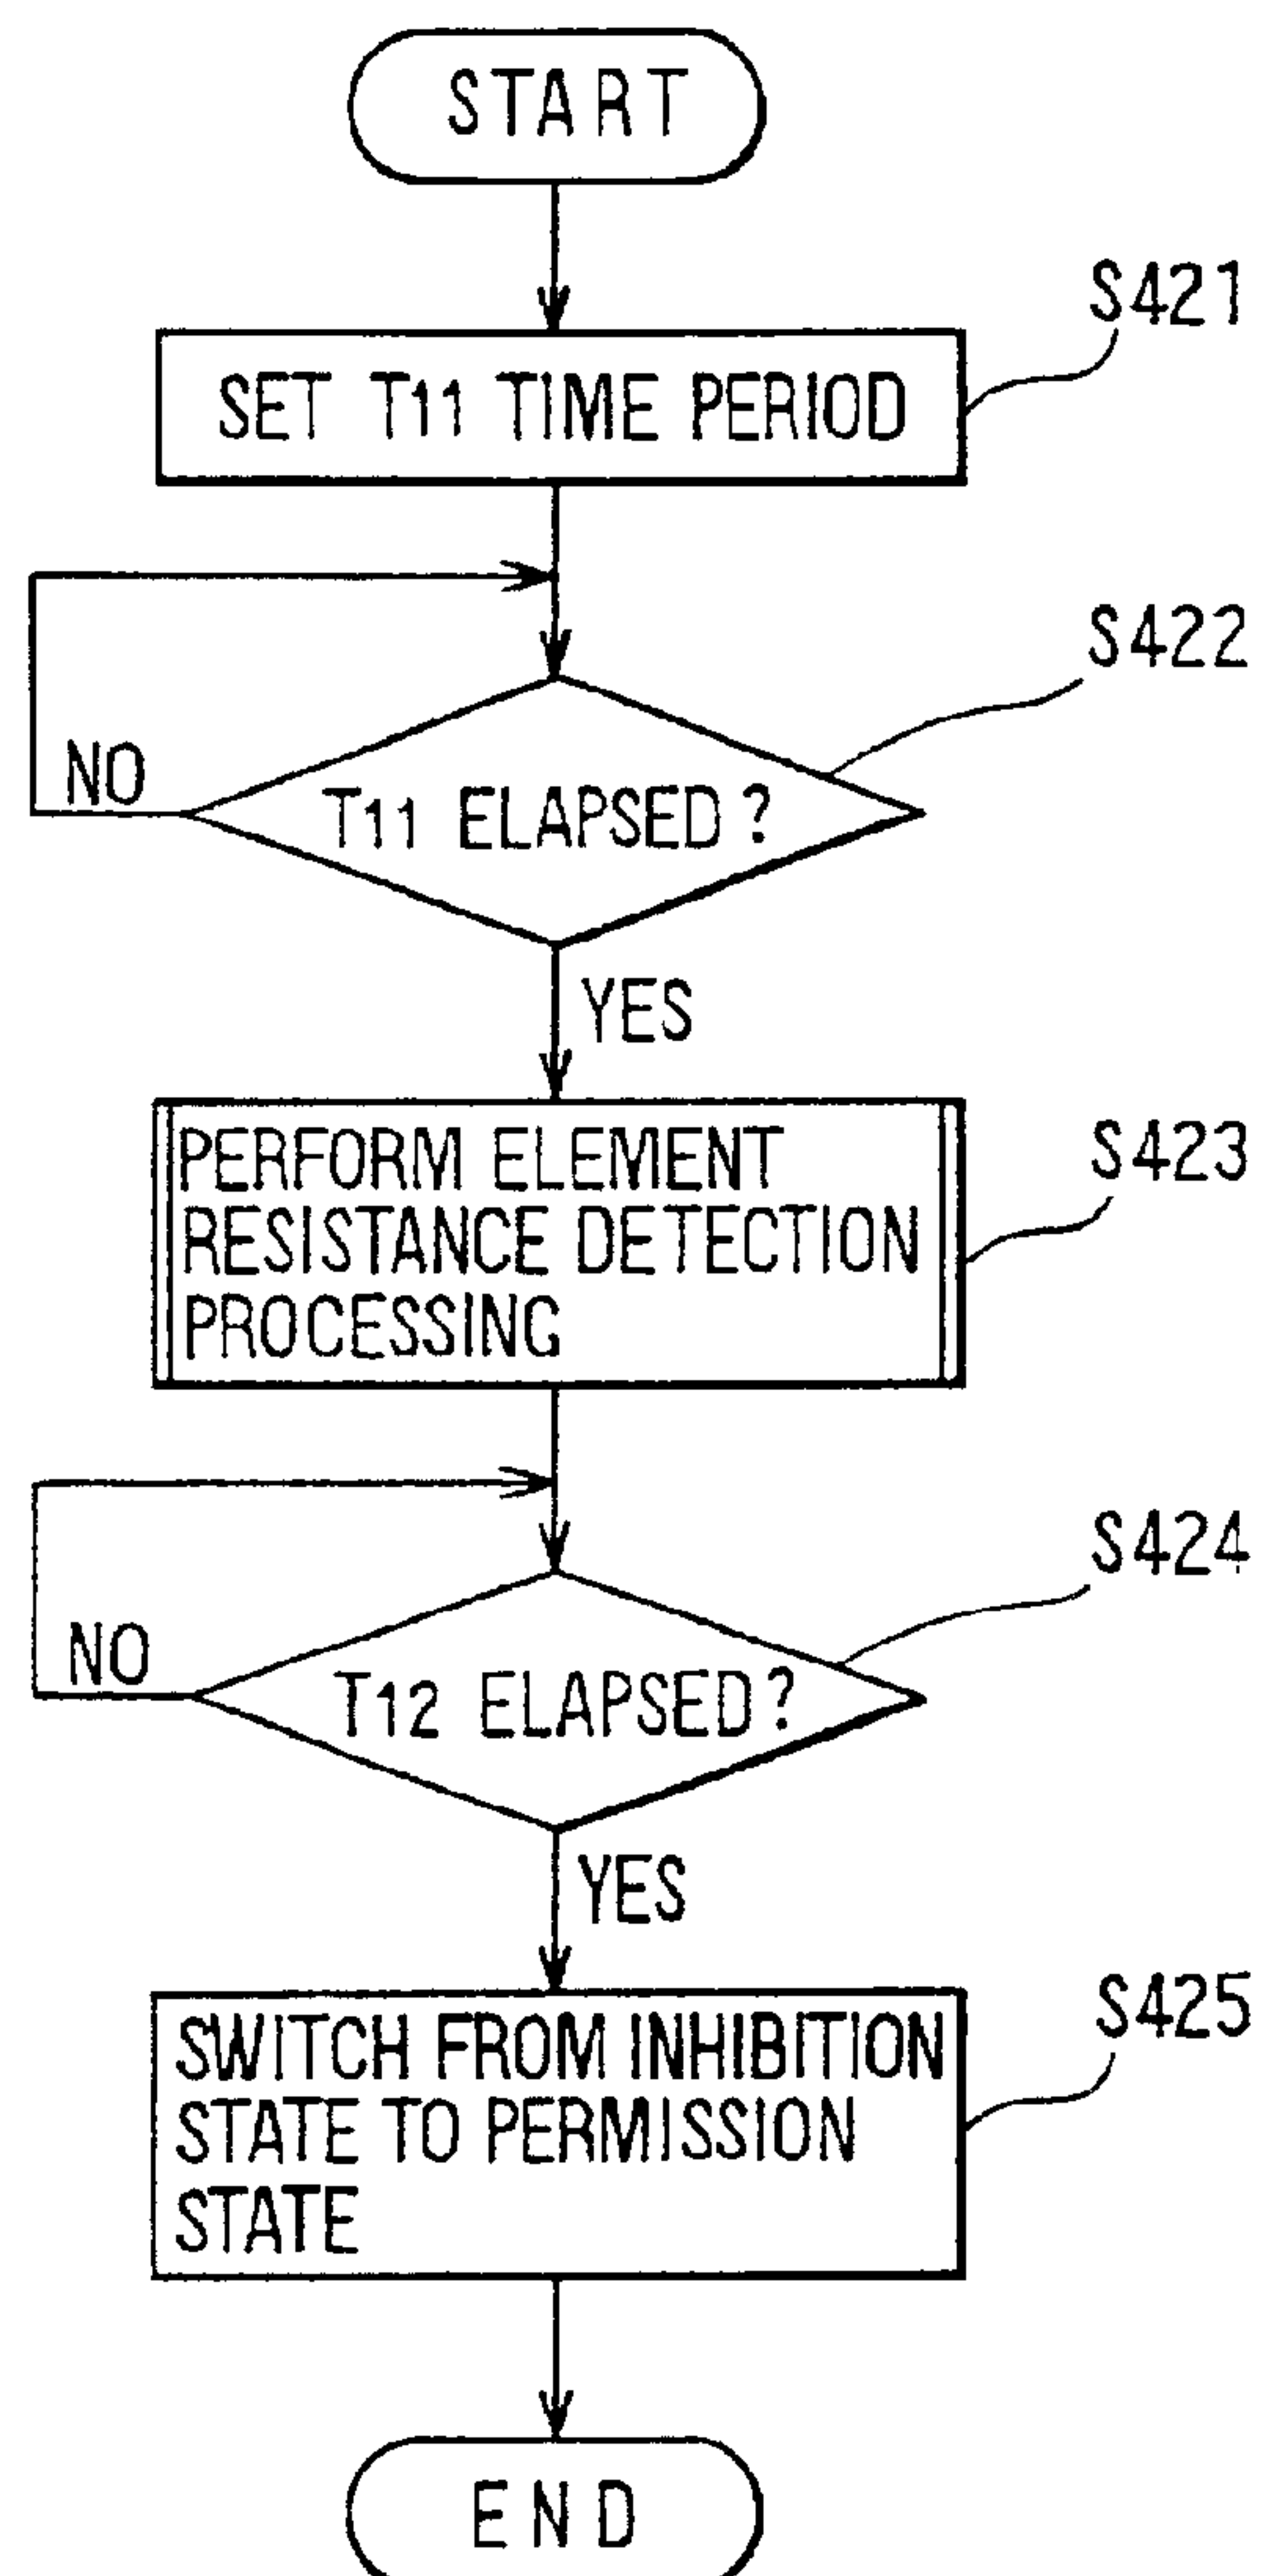 START
S421
SET T11 TIME PERIOD
S422
NO
T11 ELAPSED?
YES
S423
PERFORM ELEMENT
RESISTANCE DETECTION
PROCESSING
S424
NO
T12 ELAPSED?
YES
S425
SWITCH FROM INHIBITION
STATE TO PERMISSION
STATE
END